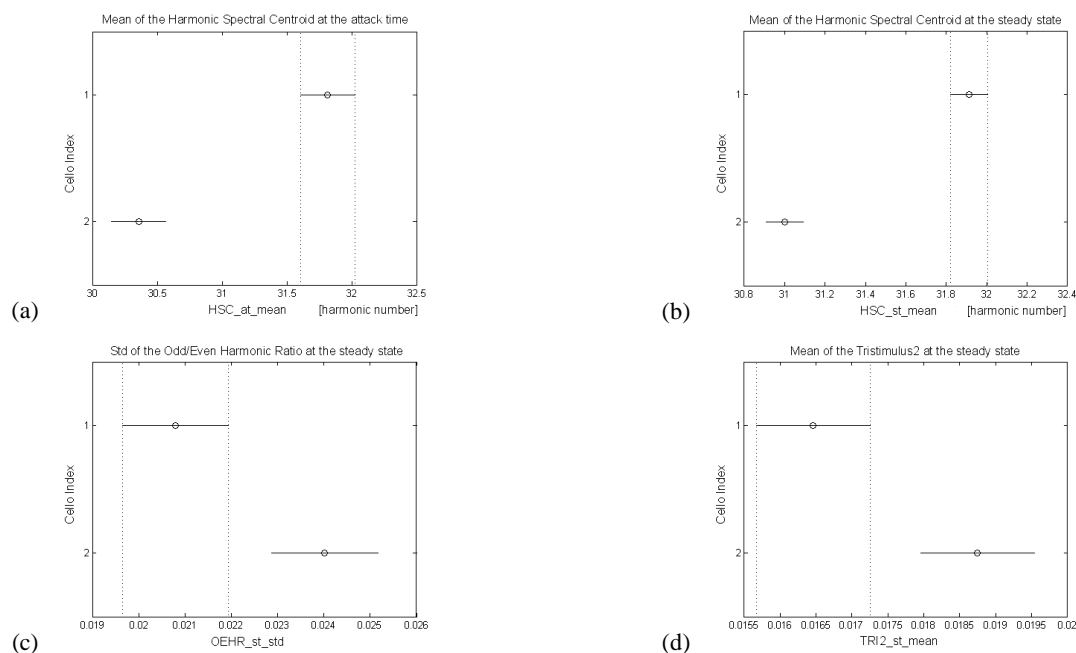 Mean of the Harmonic Spectral Centroid at the attack time
1
Cello Index
2
30 30.5 31 31.5 32 32.5
HSC_at_mean [harmonic number]
(a)
Mean of the Harmonic Spectral Centroid at the steady state
1
Cello Index
2
30.8 31 31.2 31.4 31.6 31.8 32 32.2 32.4
HSC_st_mean [harmonic number]
(b)
Std of the Odd/Even Harmonic Ratio at the steady state
1
Cello Index
2
0.019 0.02 0.021 0.022 0.023 0.024 0.025 0.026
OEHR_st_std
(c)
Mean of the Tristimulus2 at the steady state
1
Cello Index
2
0.0155 0.016 0.0165 0.017 0.0175 0.018 0.0185 0.019 0.0195 0.02
TRI2_st_mean
(d)